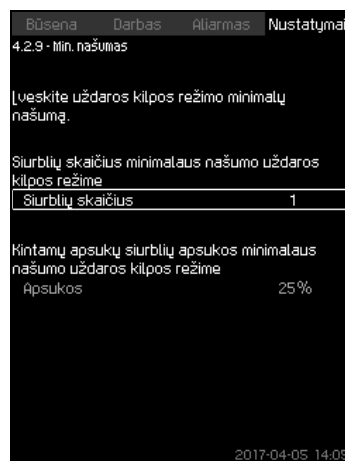 Būsena Darbas Aliarmas Nustatymai
4.2.9 - Min. našumas
Įveskite uždaros kilpos režimo minimalų
našumą.
Siurblių skaičius minimalaus našumo uždaros
kilpos režime
Siurblių skaičius 1
Kintamų apsukų siurblių apsukos minimalaus
našumo uždaros kilpos režime
Apsukos 25%
2017-04-05 14:09